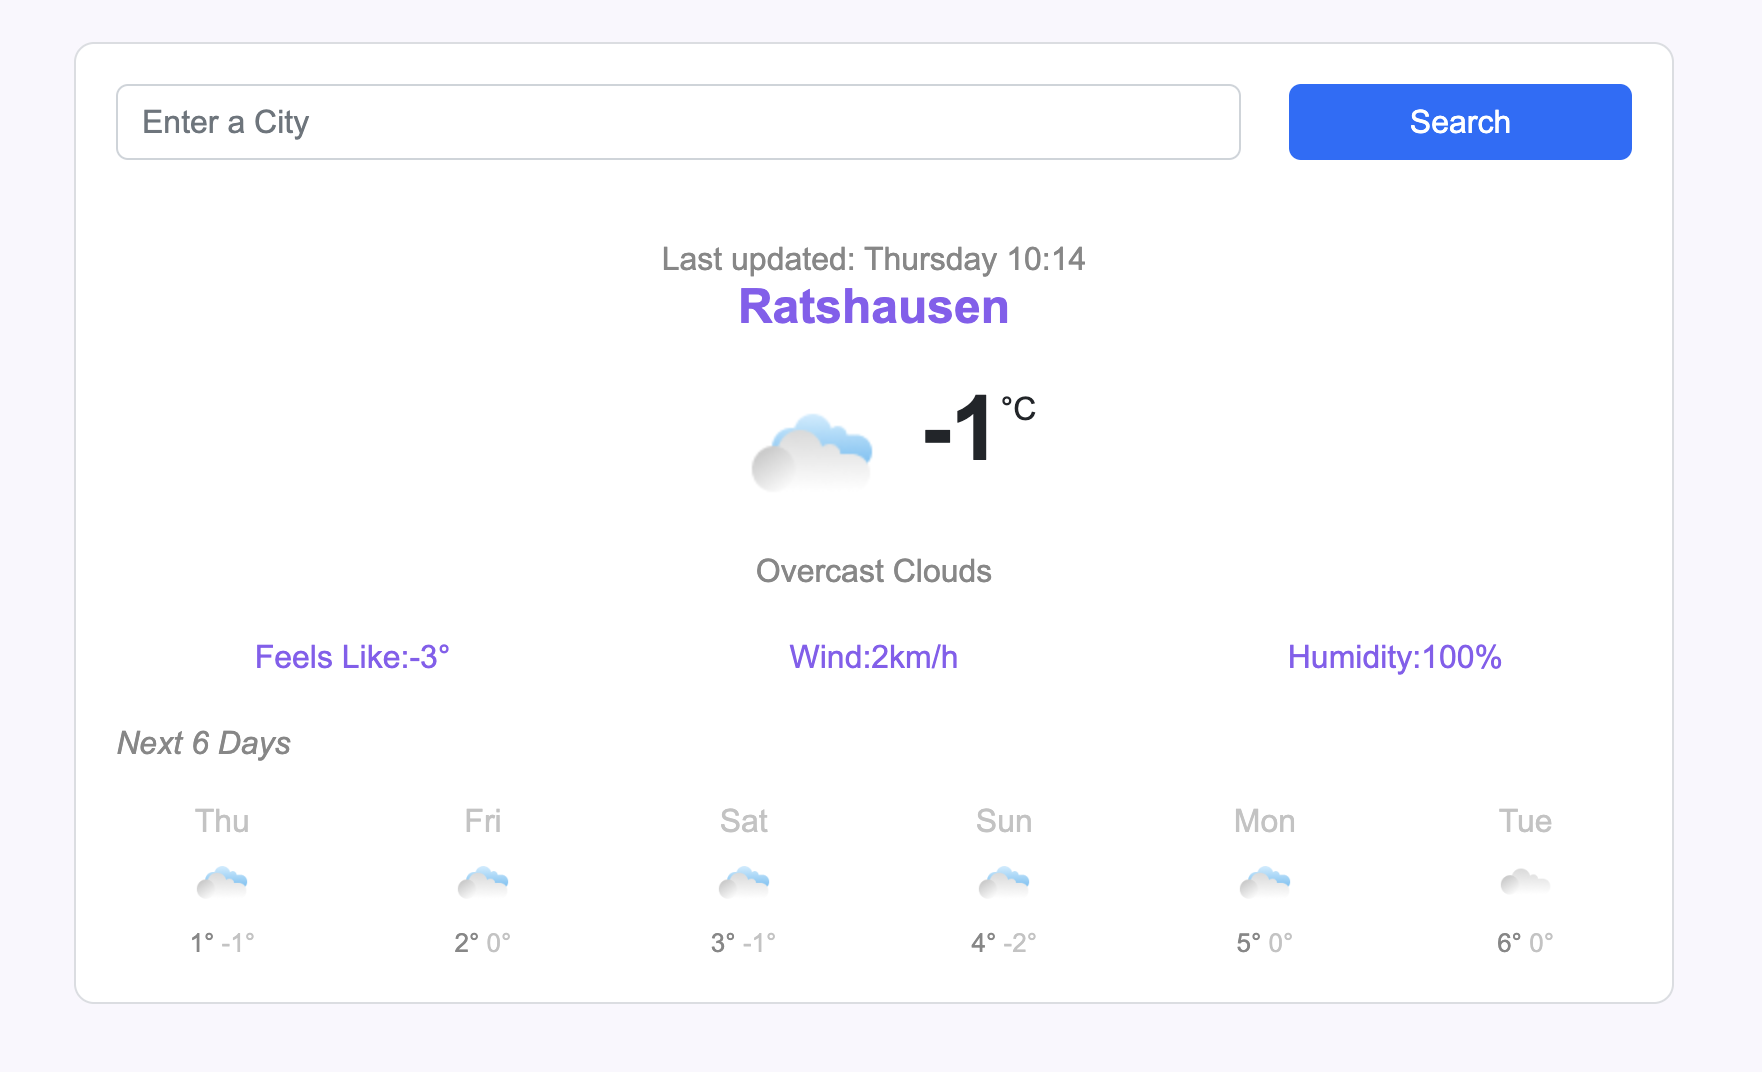 Enter a City
Search
Last updated: Thursday 10:14
Ratshausen
-1 °C
Overcast Clouds
Feels Like:-3° Wind:2km/h Humidity:100%
Next 6 Days
Thu Fri Sat Sun Mon Tue
1° -1° 2° 0° 3° -1° 4° -2° 5° 0° 6° 0°